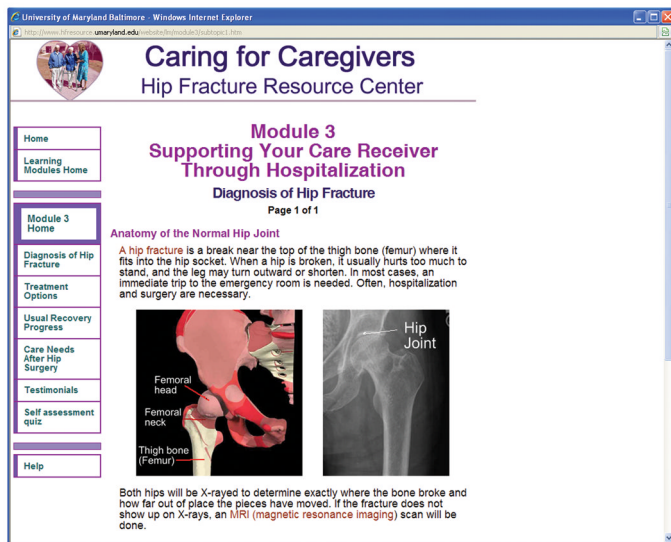 University of Maryland Baltimore - Windows Internet Explorer
http://www.hfresource.umaryland.edu/website/lm/module3/subtopic1.htm
Caring for Caregivers
Hip Fracture Resource Center
Home
Learning
Modules Home
Module 3
Home
Diagnosis of Hip
Fracture
Treatment
Options
Usual Recovery
Progress
Care Needs
After Hip
Surgery
Testimonials
Self assessment
quiz
Help
Module 3
Supporting Your Care Receiver
Through Hospitalization
Diagnosis of Hip Fracture
Page 1 of 1
Anatomy of the Normal Hip Joint
A hip fracture is a break near the top of the thigh bone (femur) where it
fits into the hip socket. When a hip is broken, it usually hurts too much to
stand, and the leg may turn outward or shorten. In most cases, an
immediate trip to the emergency room is needed. Often, hospitalization
and surgery are necessary.
Femoral
head
Femoral
neck
Thigh bone
(Femur)
Hip
Joint
Both hips will be X-rayed to determine exactly where the bone broke and
how far out of place the pieces have moved. If the fracture does not
show up on X-rays, an MRI (magnetic resonance imaging) scan will be
done.